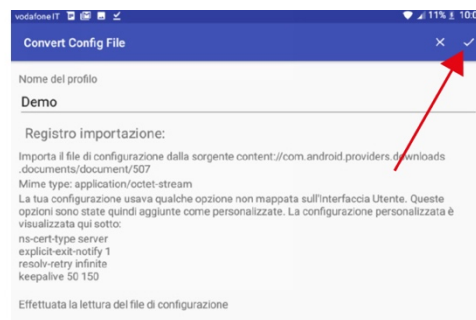 vodafone IT 11% 10:0
Convert Config File
Nome del profilo
Demo
Registro importazione:
Importa il file di configurazione dalla sorgente content://com.android.providers.downloads
.documents/document/507
Mime type: application/octet-stream
La tua configurazione usava qualche opzione non mappata sull'Interfaccia Utente. Queste
opzioni sono state quindi aggiunte come personalizzate. La configurazione personalizzata è
visualizzata qui sotto:
ns-cert-type server
explicit-exit-notify 1
resolv-retry infinite
keepalive 50 150
Effettuata la lettura del file di configurazione